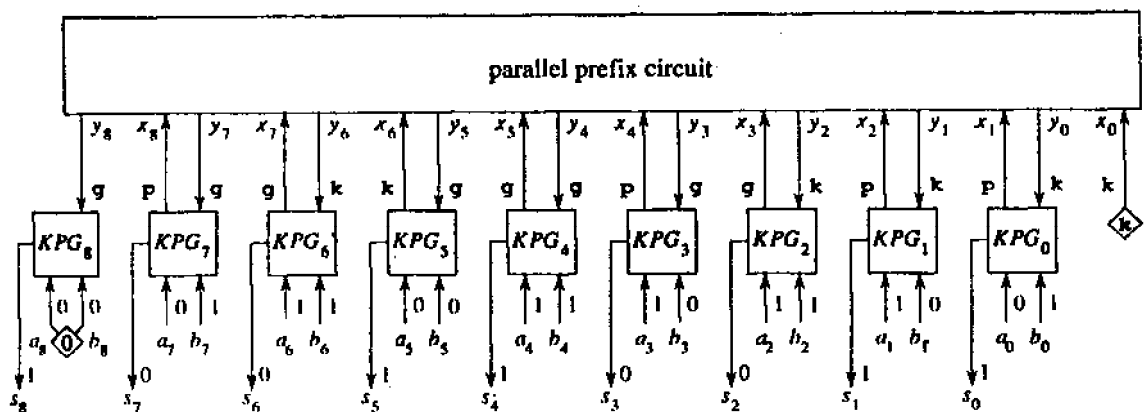 parallel prefix circuit
y8 x8 y7 x7 y6 x6 y5 x5 y4 x4 y3 x3 y2 x2 y1 x1 y0 x0
g p g g k k g g g p g g k p k p k k
KPG8 KPG7 KPG6 KPG5 KPG4 KPG3 KPG2 KPG1 KPG0 k
0 0 0 1 1 1 0 0 1 1 1 0 1 1 1 0 0 1
a8 0 b8 a7 b7 a6 b6 a5 b5 a4 b4 a3 b3 a2 b2 a1 b1 a0 b0
1 0 0 1 1 0 0 1 1
s8 s7 s6 s5 s4 s3 s2 s1 s0